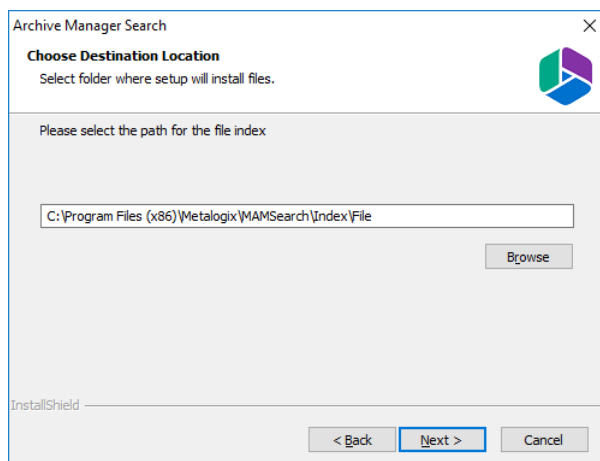 Archive Manager Search
Choose Destination Location
Select folder where setup will install files.
Please select the path for the file index
C:\Program Files (x86)\Metalogix\MAMSearch\Index\File
Browse
InstallShield
< Back
Next >
Cancel